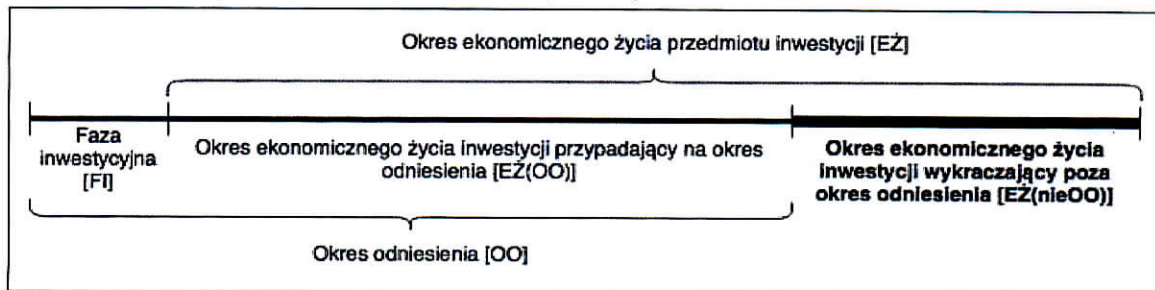 Okres ekonomicznego życia przedmiotu inwestycji [EŻ]
Faza
inwestycyjna
[FI]
Okres ekonomicznego życia inwestycji przypadający na okres
odniesienia [EŻ(OO)]
Okres ekonomicznego życia
inwestycji wykraczający poza
okres odniesienia [EŻ(nieOO)]
Okres odniesienia [OO]